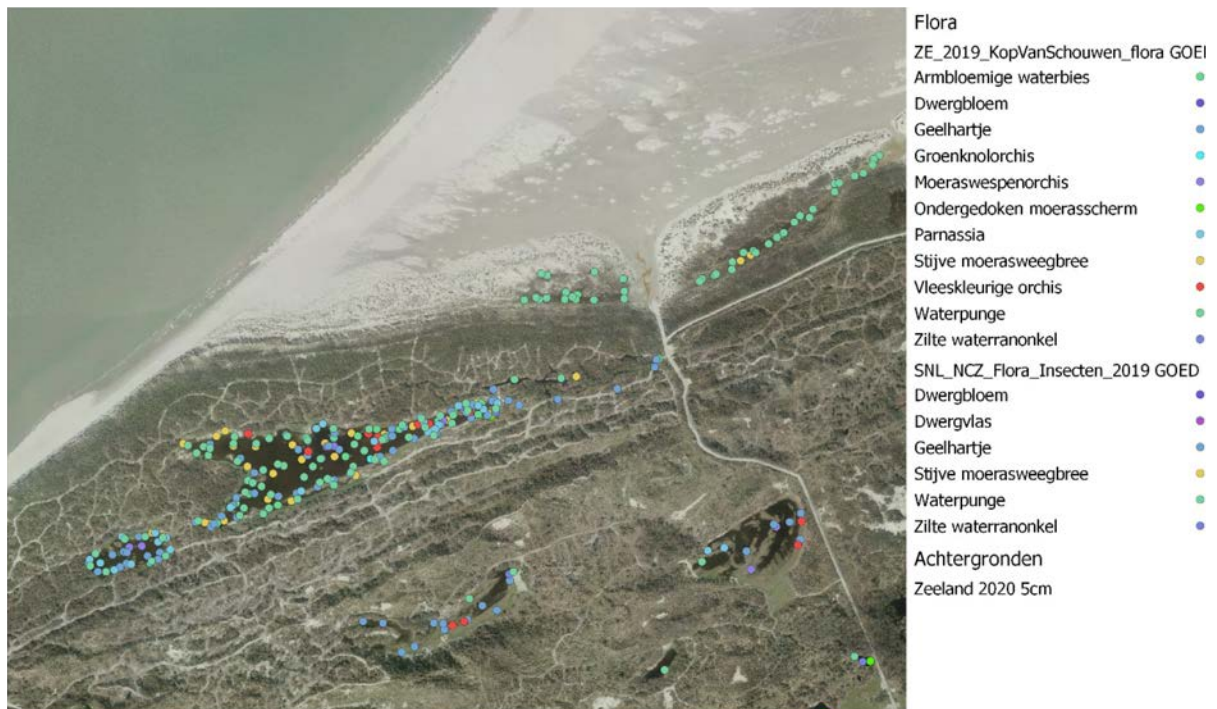 Flora
ZE_2019_KopVanSchouwen_flora GOEI
Armbloemige waterbies
Dwergbloem
Geelhartje
Groenknolorchis
Moeraswespenorchis
Ondergedoken moerasscherm
Parnassia
Stijve moerasweegbree
Vleeskleurige orchis
Waterpunge
Zilte waterranonkel
SNL_NCZ_Flora_Insecten_2019 GOED
Dwergbloem
Dwergvlas
Geelhartje
Stijve moerasweegbree
Waterpunge
Zilte waterranonkel
Achtergronden
Zeeland 2020 5cm